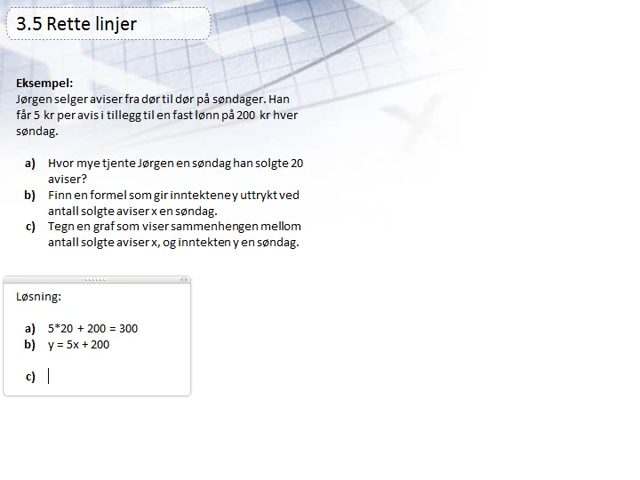 3.5 Rette linjer
Eksempel:
Jørgen selger aviser fra dør til dør på søndager. Han
får 5 kr per avis i tillegg til en fast lønn på 200 kr hver
søndag.
a) Hvor mye tjente Jørgen en søndag han solgte 20
aviser?
b) Finn en formel som gir inntektene y uttrykt ved
antall solgte aviser x en søndag.
c) Tegn en graf som viser sammenhengen mellom
antall solgte aviser x, og inntekten y en søndag.
Løsning:
a) 5*20 + 200 = 300
b) y = 5x + 200
c)